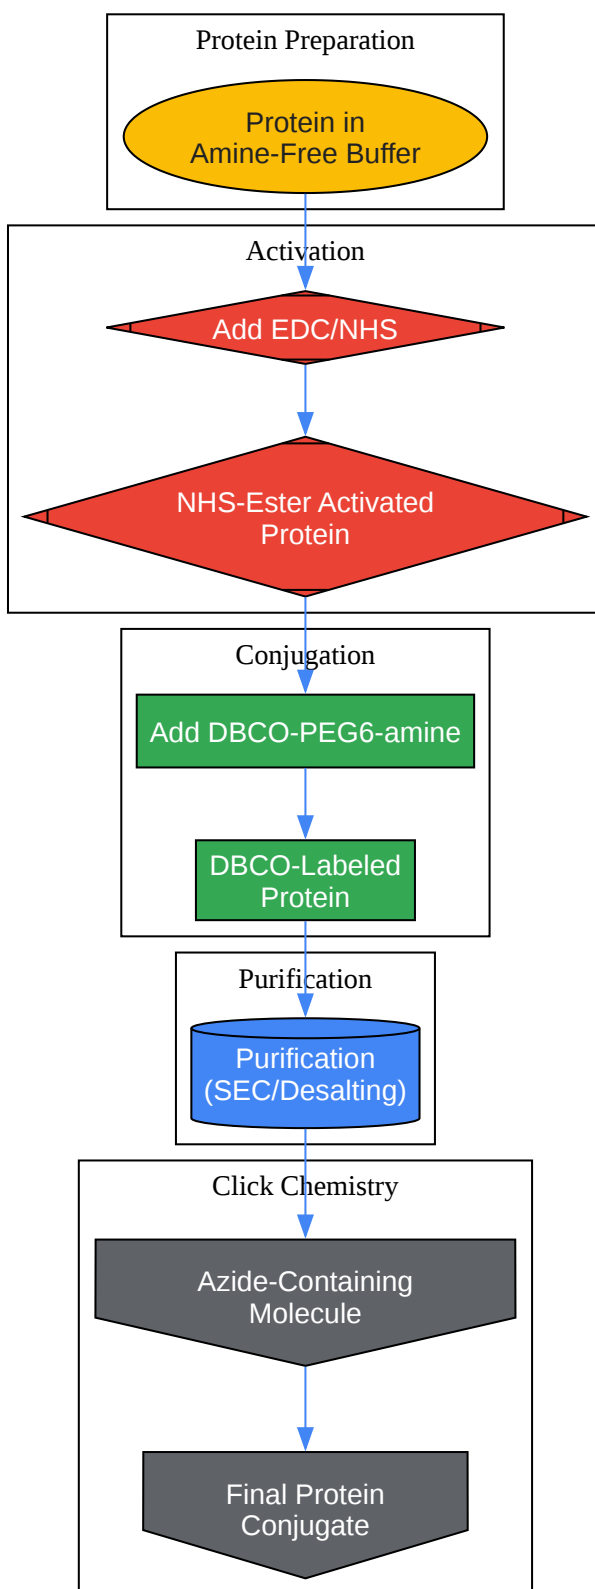 Protein Preparation
Protein in
Amine-Free Buffer
Activation
Add EDC/NHS
NHS-Ester Activated
Protein
Conjugation
Add DBCO-PEG6-amine
DBCO-Labeled
Protein
Purification
Purification
(SEC/Desalting)
Click Chemistry
Azide-Containing
Molecule
Final Protein
Conjugate